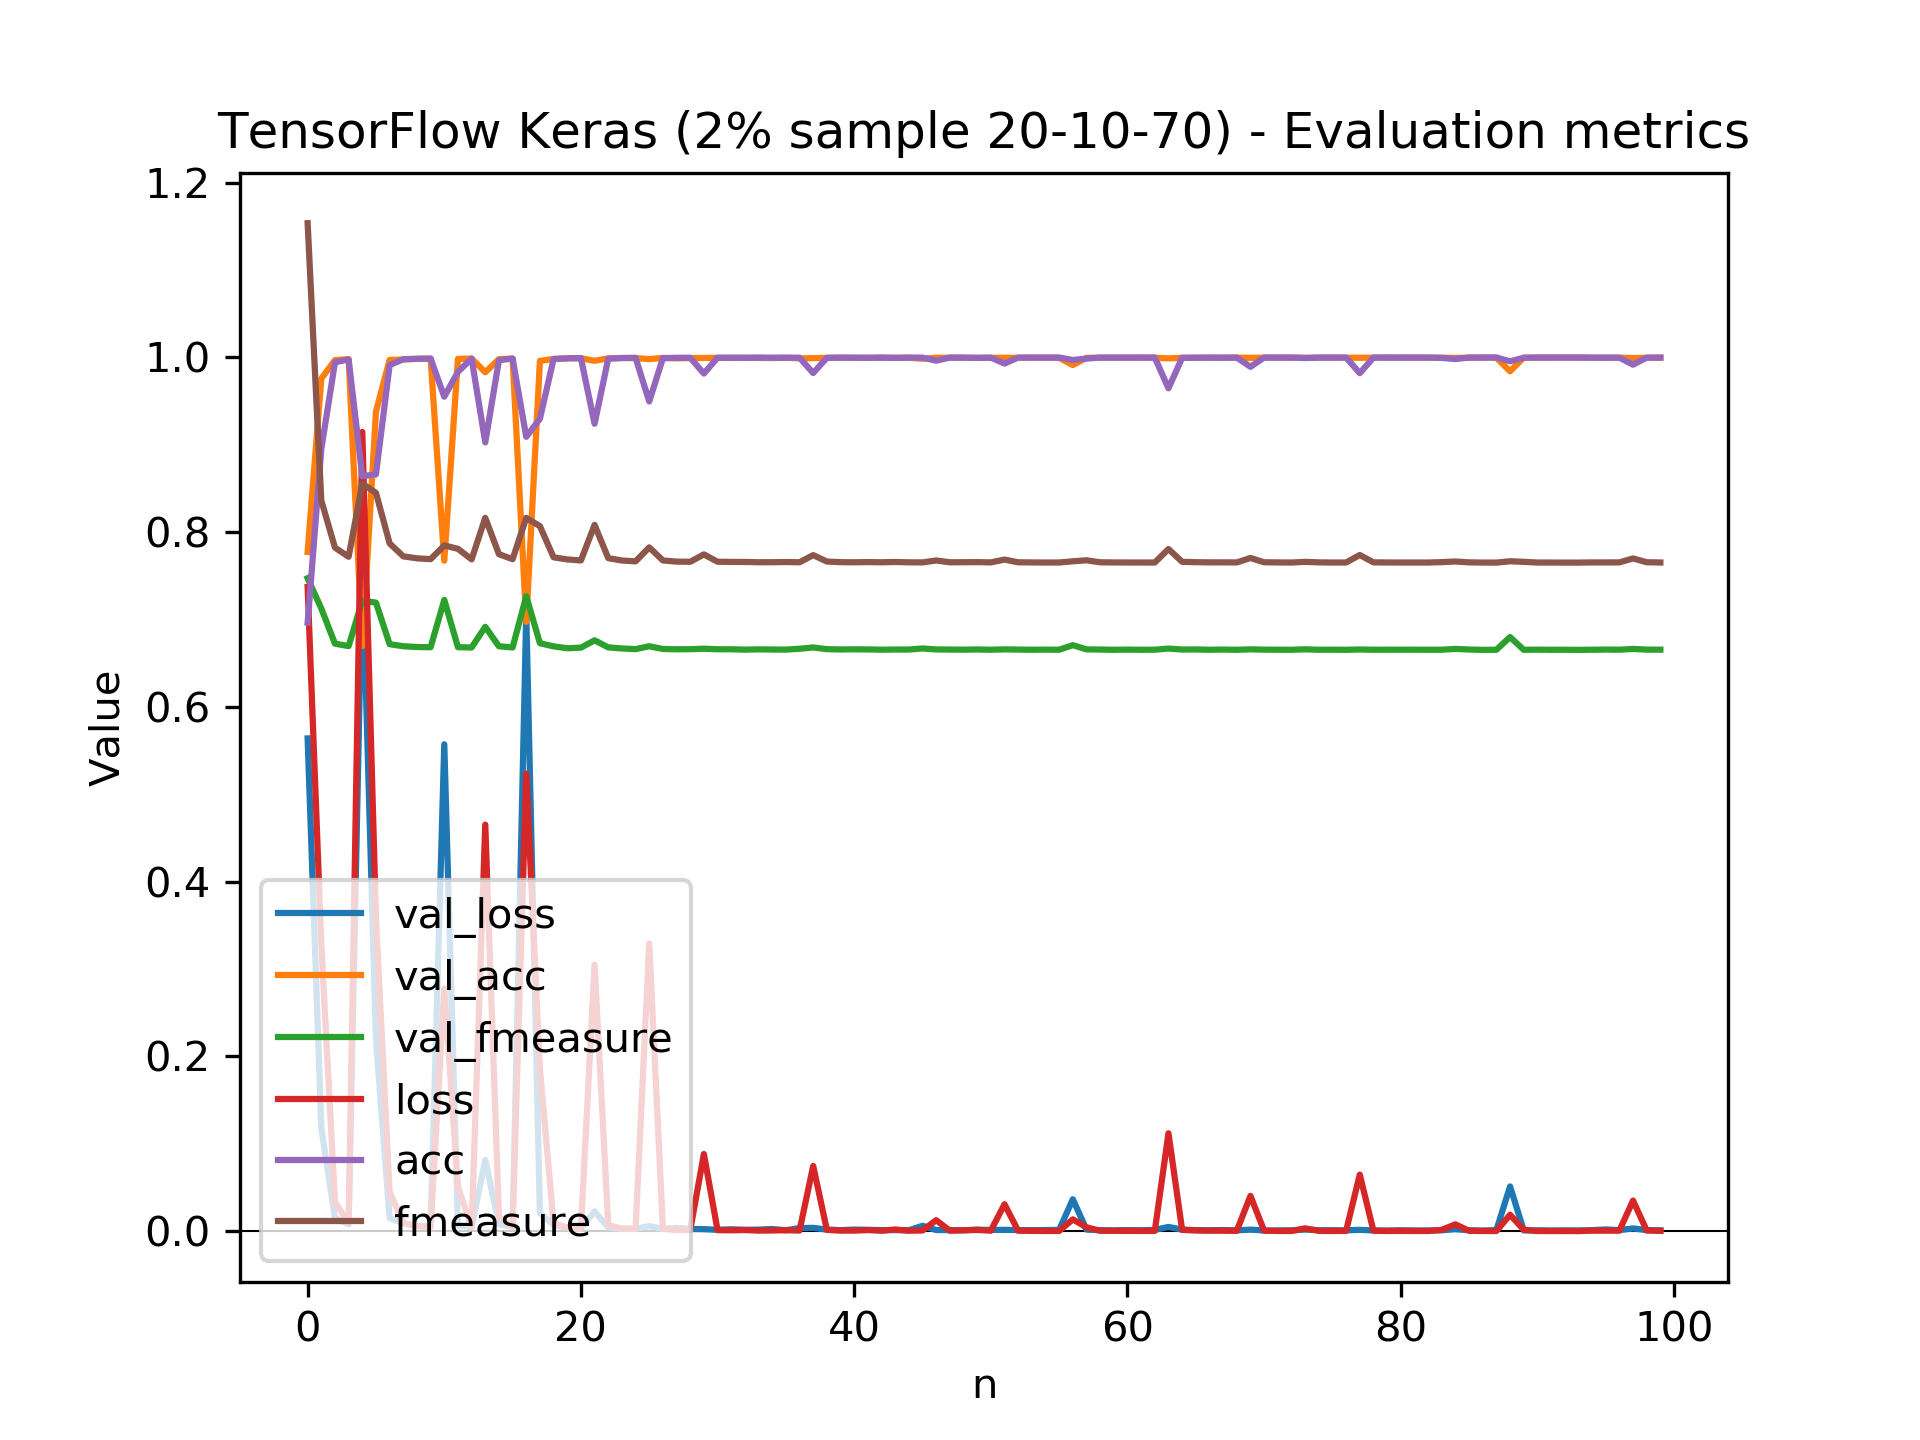 TensorFlow Keras (2% sample 20-10-70) - Evaluation metrics
1.2
1.0
0.8
0.6
0.4
0.2
0.0
Value
val_loss
val_acc
val_fmeasure
loss
acc
fmeasure
0 20 40 60 80 100
n